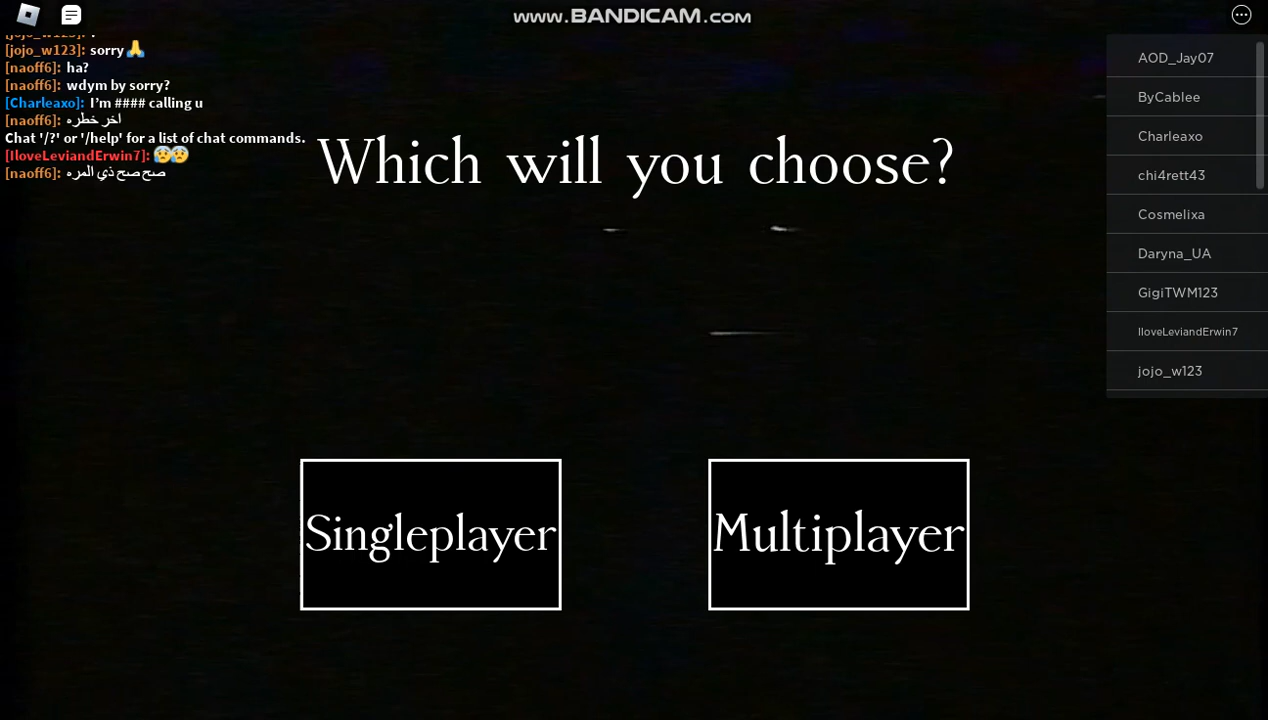 www.BANDICAM.com
[jojo_w123]: sorry🙏
[naoff6]: ha?
[naoff6]: wdym by sorry?
[Charleaxo]: I'm #### calling u
[naoff6]: اخر خطره
Chat '/?' or '/help' for a list of chat commands.
[IloveLeviandErwin7]: 😰😰
[naoff6]: صح صح ذي المره
Which will you choose?
Singleplayer
Multiplayer
AOD_Jay07
ByCablee
Charleaxo
chi4rett43
Cosmelixa
Daryna_UA
GigiTWM123
IloveLeviandErwin7
jojo_w123